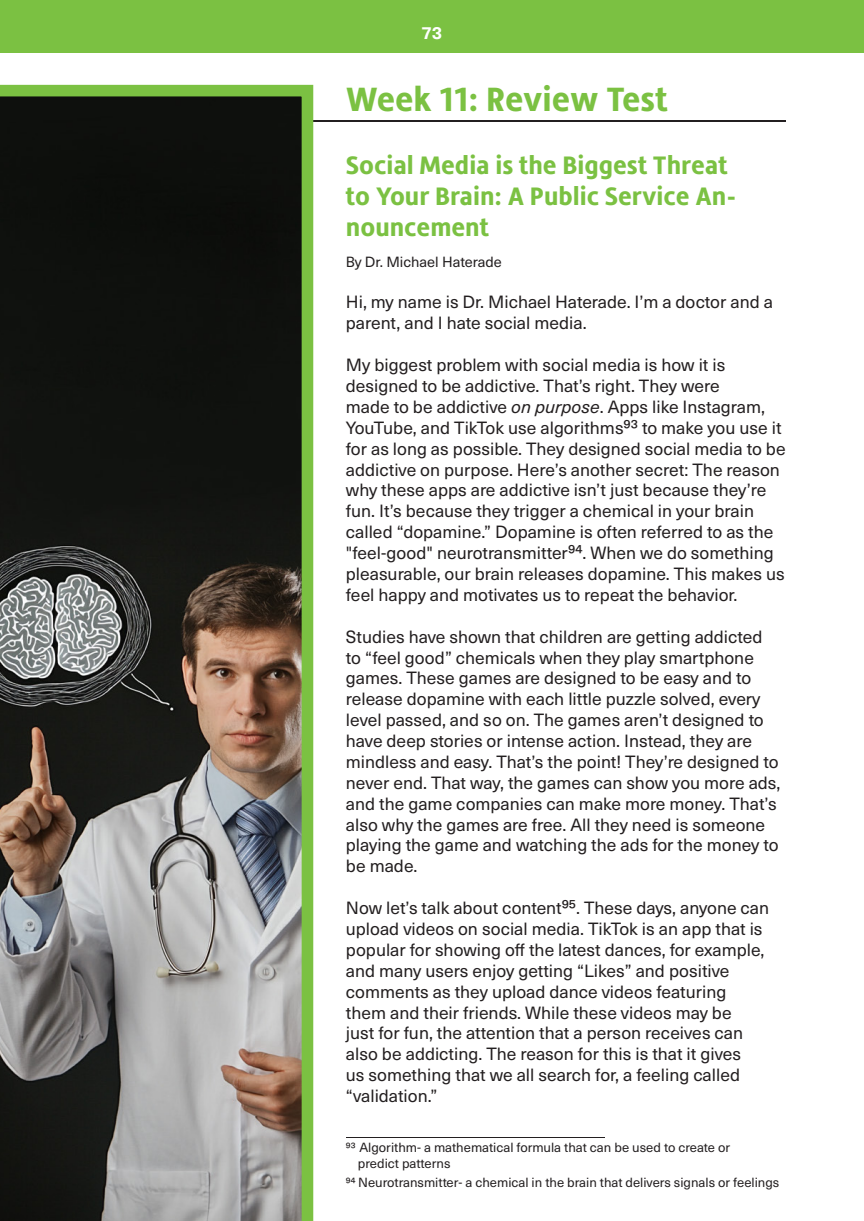 73
Week 11: Review Test
Social Media is the Biggest Threat
to Your Brain: A Public Service An-
nouncement
By Dr. Michael Haterade
Hi, my name is Dr. Michael Haterade. I’m a doctor and a
parent, and I hate social media.
My biggest problem with social media is how it is
designed to be addictive. That’s right. They were
made to be addictive on purpose. Apps like Instagram,
YouTube, and TikTok use algorithms⁹³ to make you use it
for as long as possible. They designed social media to be
addictive on purpose. Here’s another secret: The reason
why these apps are addictive isn’t just because they’re
fun. It’s because they trigger a chemical in your brain
called “dopamine.” Dopamine is often referred to as the
"feel-good" neurotransmitter⁹⁴. When we do something
pleasurable, our brain releases dopamine. This makes us
feel happy and motivates us to repeat the behavior.
Studies have shown that children are getting addicted
to “feel good” chemicals when they play smartphone
games. These games are designed to be easy and to
release dopamine with each little puzzle solved, every
level passed, and so on. The games aren’t designed to
have deep stories or intense action. Instead, they are
mindless and easy. That’s the point! They’re designed to
never end. That way, the games can show you more ads,
and the game companies can make more money. That’s
also why the games are free. All they need is someone
playing the game and watching the ads for the money to
be made.
Now let’s talk about content⁹⁵. These days, anyone can
upload videos on social media. TikTok is an app that is
popular for showing off the latest dances, for example,
and many users enjoy getting “Likes” and positive
comments as they upload dance videos featuring
them and their friends. While these videos may be
just for fun, the attention that a person receives can
also be addicting. The reason for this is that it gives
us something that we all search for, a feeling called
“validation.”
⁹³ Algorithm- a mathematical formula that can be used to create or
predict patterns
⁹⁴ Neurotransmitter- a chemical in the brain that delivers signals or feelings